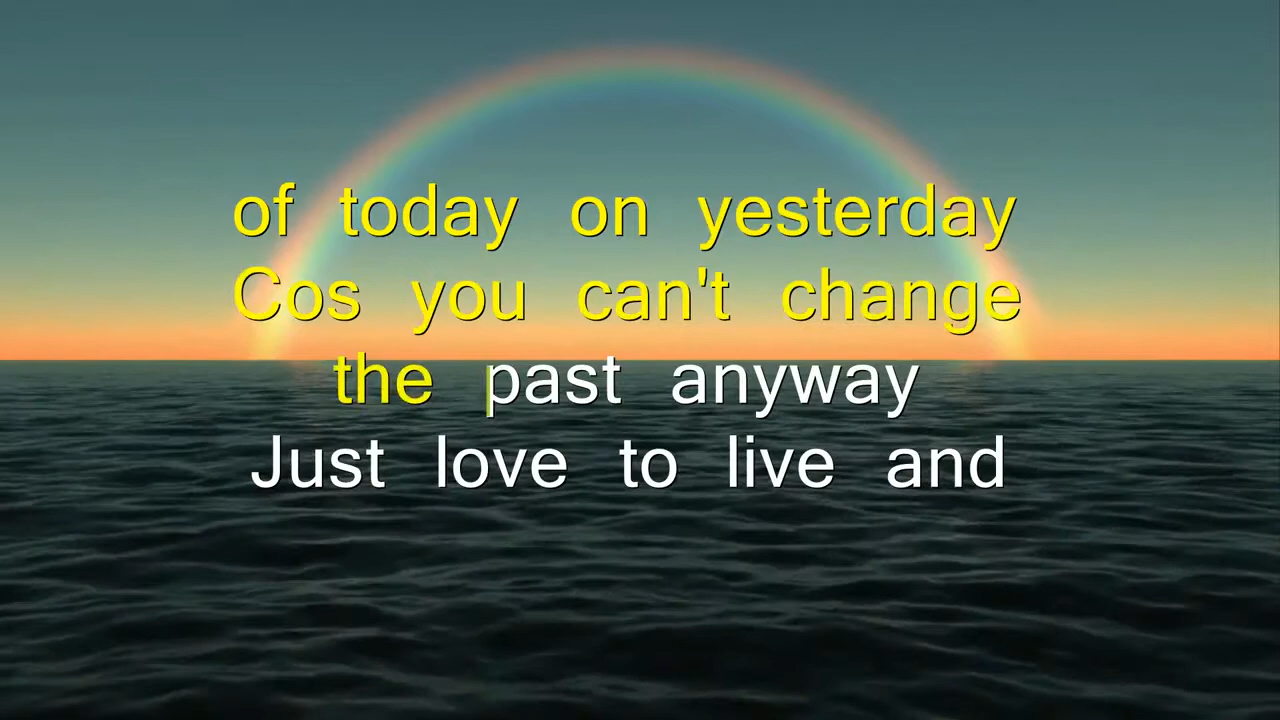 of today on yesterday
Cos you can't change
the past anyway
Just love to live and